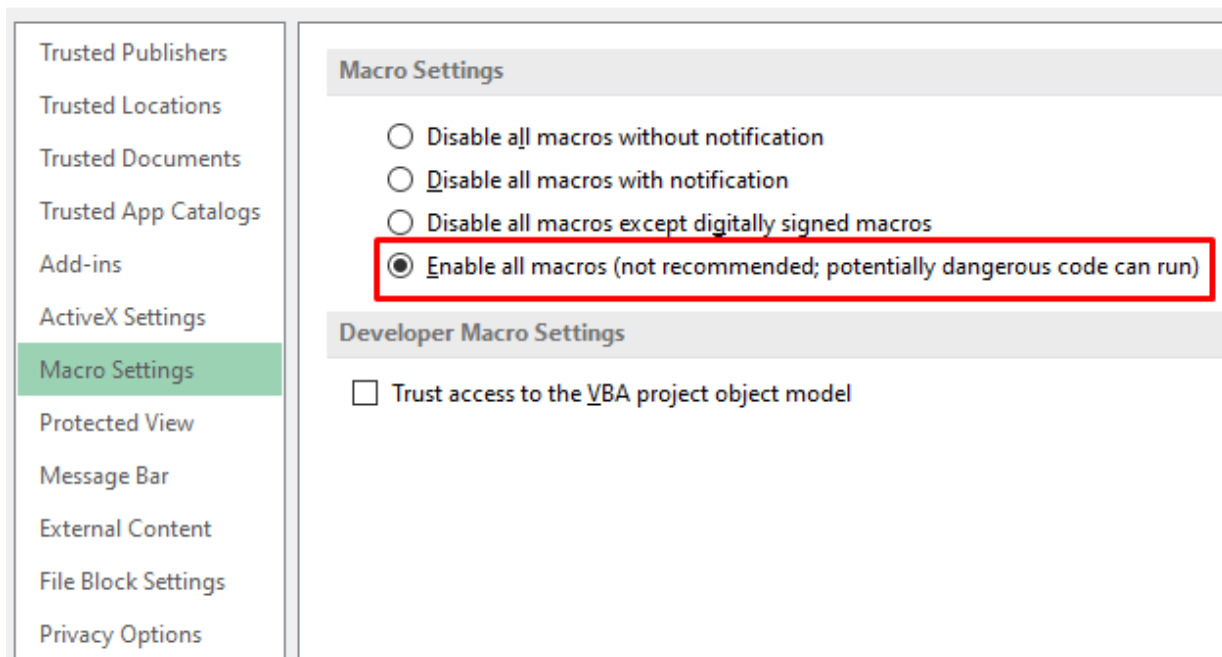 Trusted Publishers
Trusted Locations
Trusted Documents
Trusted App Catalogs
Add-ins
ActiveX Settings
Macro Settings
Protected View
Message Bar
External Content
File Block Settings
Privacy Options
Macro Settings
Disable all macros without notification
Disable all macros with notification
Disable all macros except digitally signed macros
Enable all macros (not recommended; potentially dangerous code can run)
Developer Macro Settings
Trust access to the VBA project object model